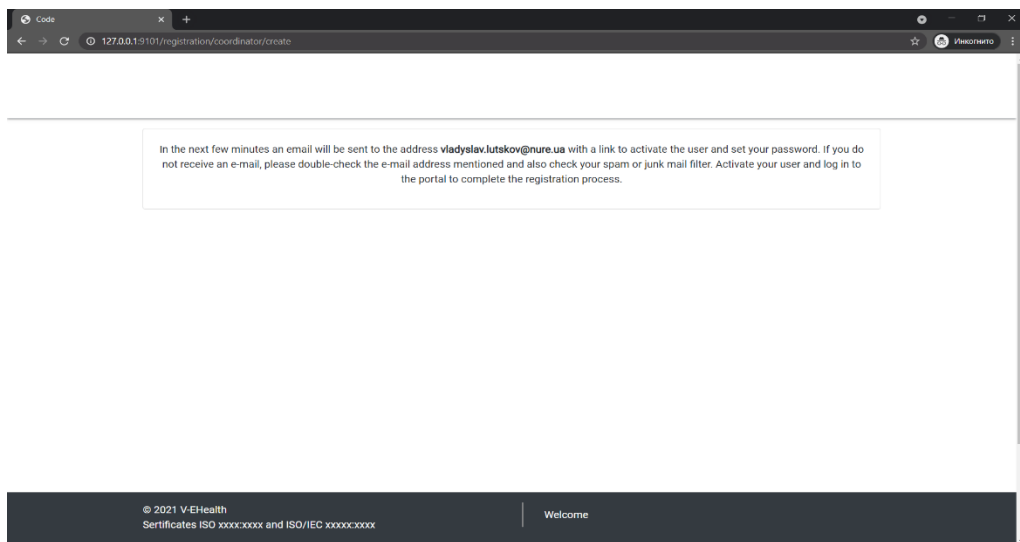 Code
127.0.0.1:9101/registration/coordinator/create
Инкогнито
In the next few minutes an email will be sent to the address vladyslav.lutskov@nure.ua with a link to activate the user and set your password. If you do
not receive an e-mail, please double-check the e-mail address mentioned and also check your spam or junk mail filter. Activate your user and log in to
the portal to complete the registration process.
© 2021 V-EHealth
Sertificates ISO xxxx:xxxx and ISO/IEC xxxxx:xxxx
Welcome